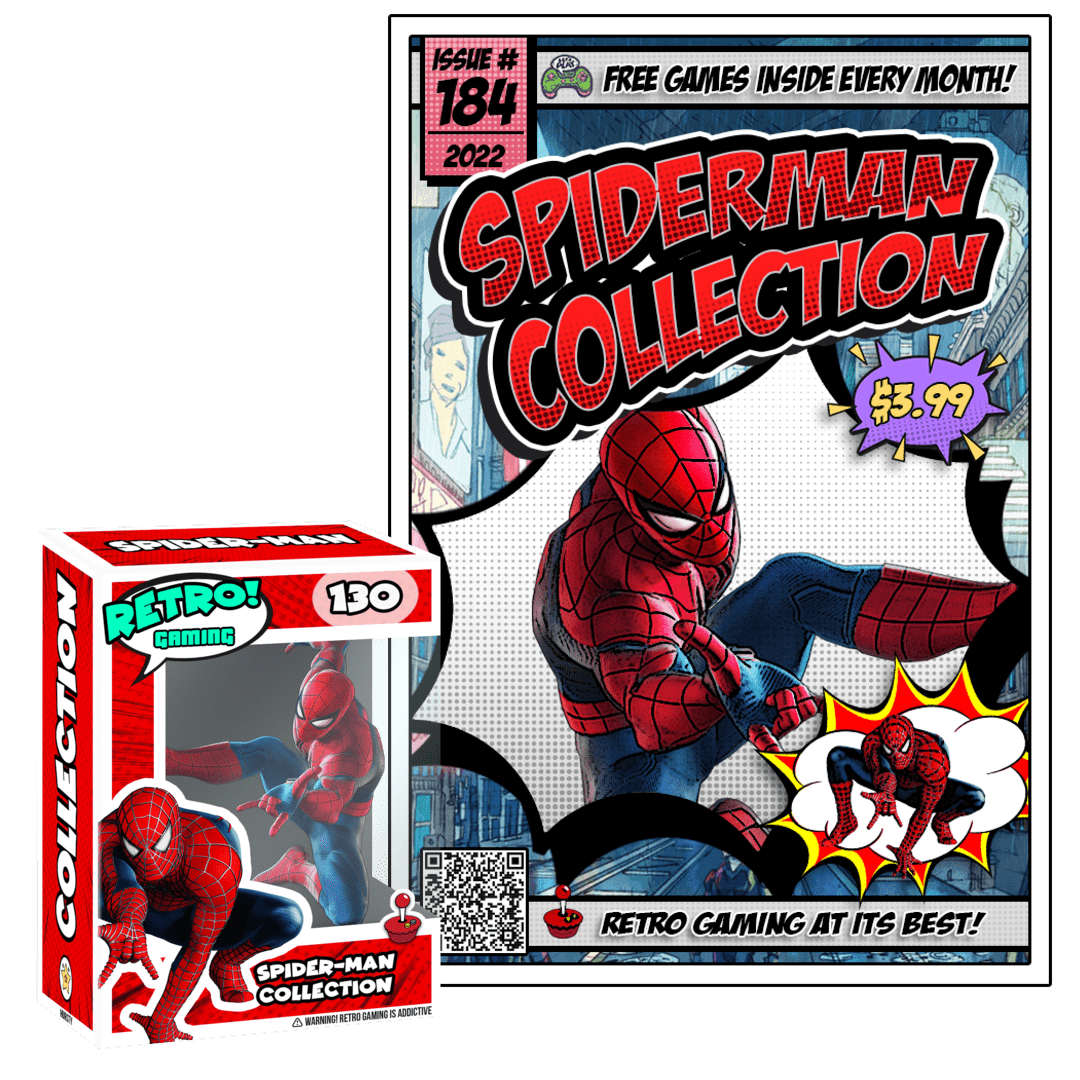 ISSUE #
184
2022
FREE GAMES INSIDE EVERY MONTH!
SPIDERMAN
COLLECTION
$3.99
RETRO GAMING AT ITS BEST!
SPIDER-MAN
RETRO!
GAMING
130
COLLECTION
SPIDER-MAN
COLLECTION
WARNING! RETRO GAMING IS ADDICTIVE